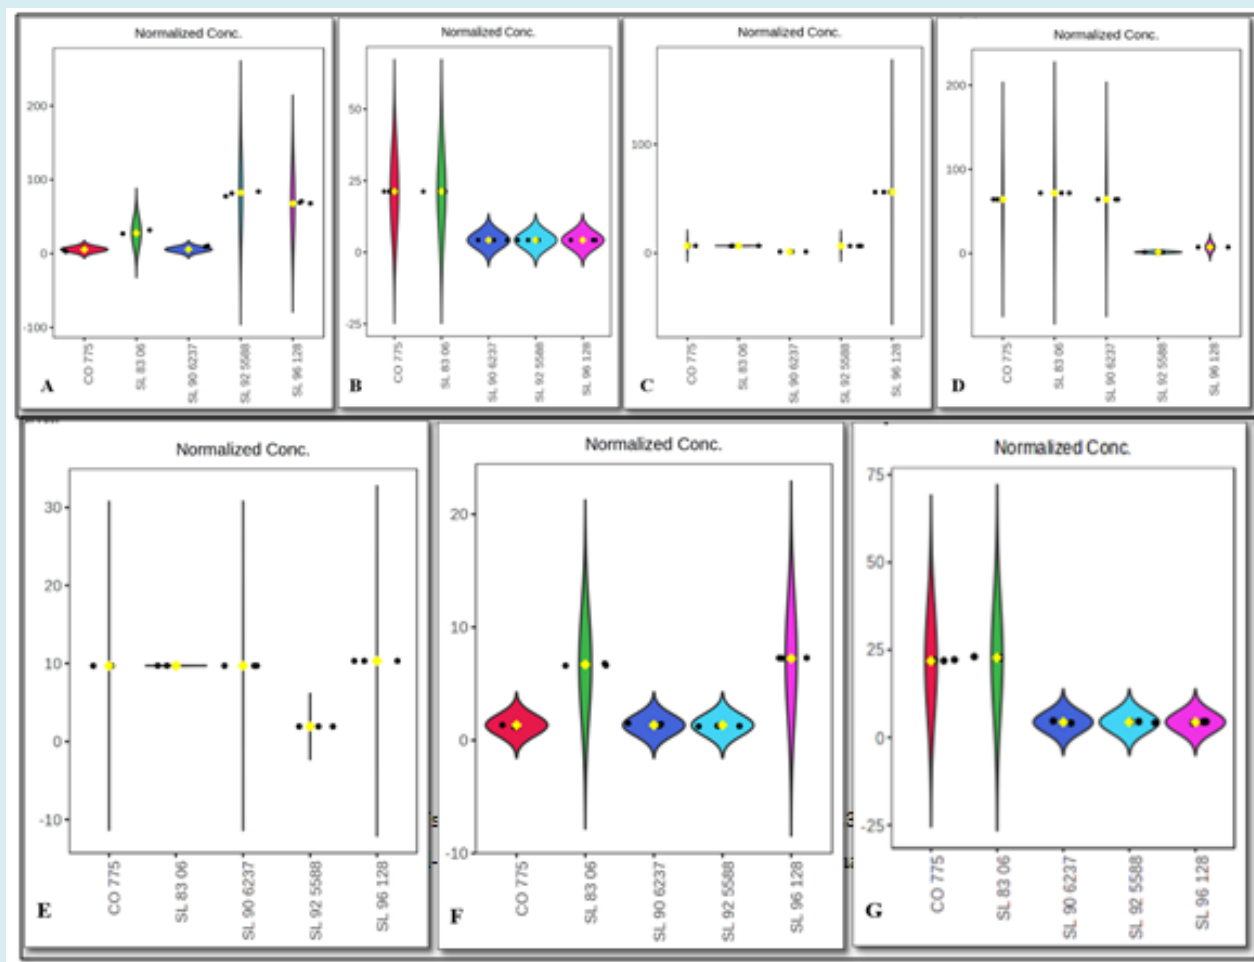 Normalized Conc.
200
100
0
-100
CO 775
SL 83 06
SL 90 6237
SL 92 5588
SL 96 128
A
Normalized Conc.
50
25
0
-25
CO 775
SL 83 06
SL 90 6237
SL 92 5588
SL 96 128
B
Normalized Conc.
100
0
CO 775
SL 83 06
SL 90 6237
SL 92 5588
SL 96 128
C
Normalized Conc.
200
100
0
CO 775
SL 83 06
SL 90 6237
SL 92 5588
SL 96 128
D
Normalized Conc.
30
20
10
0
-10
CO 775
SL 83 06
SL 90 6237
SL 92 5588
SL 96 128
E
Normalized Conc.
20
10
0
-10
CO 775
SL 83 06
SL 90 6237
SL 92 5588
SL 96 128
F
Normalized Conc.
75
50
25
0
-25
CO 775
SL 83 06
SL 90 6237
SL 92 5588
SL 96 128
G